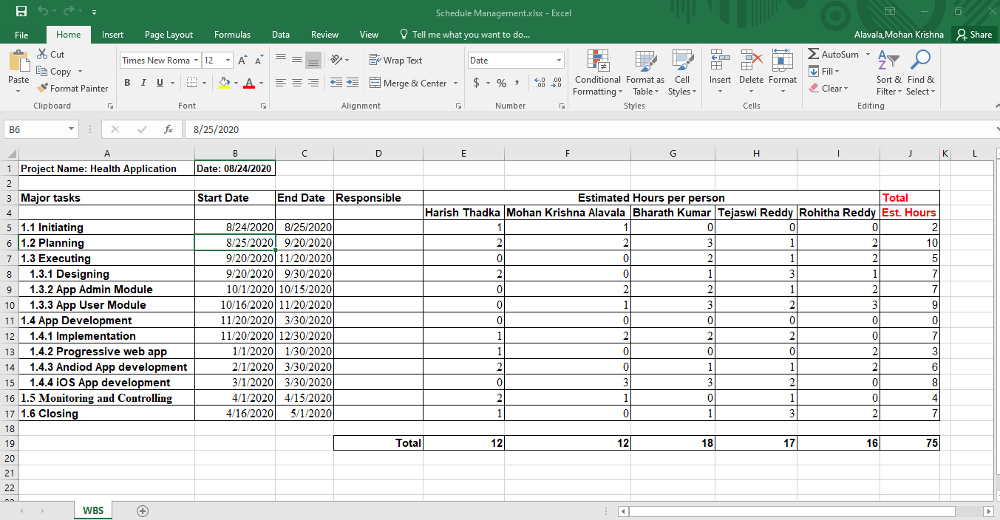 Schedule Management.xlsx - Excel
File Home Insert Page Layout Formulas Data Review View Tell me what you want to do... Alavala,Mohan Krishna Share
Paste Cut Copy Format Painter Clipboard
Times New Roma 12 B I U Font
Wrap Text Merge & Center Alignment
Date $ % , Number
Conditional Formatting Format as Table Cell Styles Styles
Insert Delete Format Cells
AutoSum Fill Clear Sort & Filter Find & Select Editing
B6 fx 8/25/2020
A B C D E F G H I J K L
1 Project Name: Health Application Date: 08/24/2020
2
3 Major tasks Start Date End Date Responsible Estimated Hours per person Total
4 Harish Thadka Mohan Krishna Alavala Bharath Kumar Tejaswi Reddy Rohitha Reddy Est. Hours
5 1.1 Initiating 8/24/2020 8/25/2020 1 1 0 0 0 2
6 1.2 Planning 8/25/2020 9/20/2020 2 2 3 1 2 10
7 1.3 Executing 9/20/2020 11/20/2020 0 0 2 1 2 5
8 1.3.1 Designing 9/20/2020 9/30/2020 2 0 1 3 1 7
9 1.3.2 App Admin Module 10/1/2020 10/15/2020 0 2 2 1 2 7
10 1.3.3 App User Module 10/16/2020 11/20/2020 0 1 3 2 3 9
11 1.4 App Development 11/20/2020 3/30/2020 0 0 0 0 0 0
12 1.4.1 Implementation 11/20/2020 12/30/2020 1 2 2 2 0 7
13 1.4.2 Progressive web app 1/1/2020 1/30/2020 1 0 0 0 2 3
14 1.4.3 Andiod App development 2/1/2020 3/30/2020 2 0 1 1 2 6
15 1.4.4 iOS App development 3/1/2020 3/30/2020 0 3 3 2 0 8
16 1.5 Monitoring and Controlling 4/1/2020 4/15/2020 2 1 0 1 0 4
17 1.6 Closing 4/16/2020 5/1/2020 1 0 1 3 2 7
18
19 Total 12 12 18 17 16 75
20
21
22
WBS